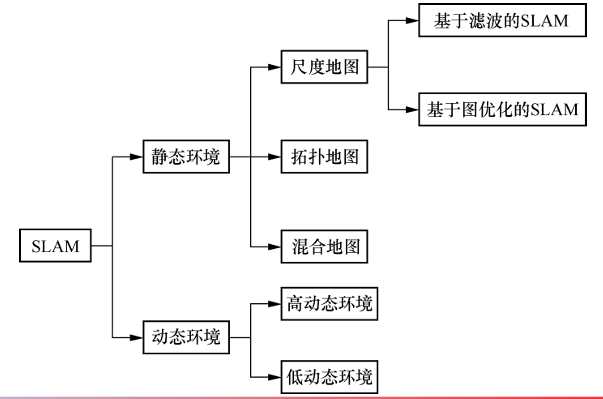 基于滤波的SLAM
尺度地图
基于图优化的SLAM
静态环境
拓扑地图
SLAM
混合地图
高动态环境
动态环境
低动态环境